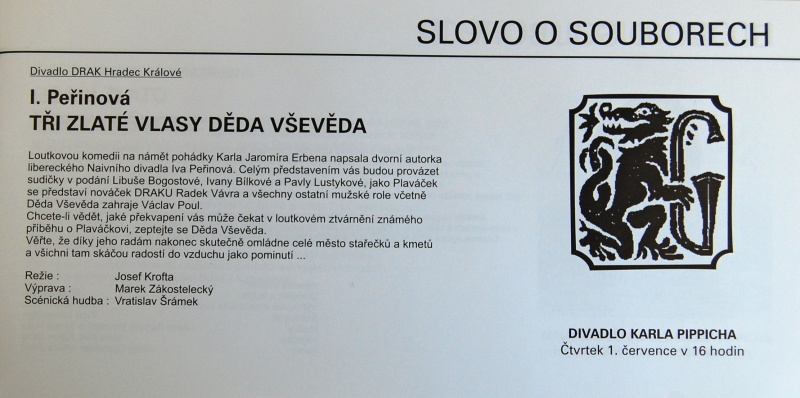 SLOVO O SOUBORECH
Divadlo DRAK Hradec Králové
I. Peřinová
TŘI ZLATÉ VLASY DĚDA VŠEVĚDA
Loutkovou komedii na námět pohádky Karla Jaromíra Erbena napsala dvorní autorka
libereckého Naivního divadla Iva Peřinová. Celým představením vás budou provázet
sudičky v podání Libuše Bogostové, Ivany Bílkové a Pavly Lustykové, jako Plaváček
se představí nováček DRAKU Radek Vávra a všechny ostatní mužské role včetně
Děda Vševěda zahraje Václav Poul.
Chcete-li vědět, jaké překvapení vás může čekat v loutkovém ztvárnění známého
příběhu o Plaváčkovi, zeptejte se Děda Vševěda.
Věřte, že díky jeho radám nakonec skutečně omládne celé město stařečků a kmetů
a všichni tam skáčou radostí do vzduchu jako pominutí ...
Režie : Josef Krofta
Výprava : Marek Zákostelecký
Scénická hudba : Vratislav Šrámek
DIVADLO KARLA PIPPICHA
Čtvrtek 1. července v 16 hodin